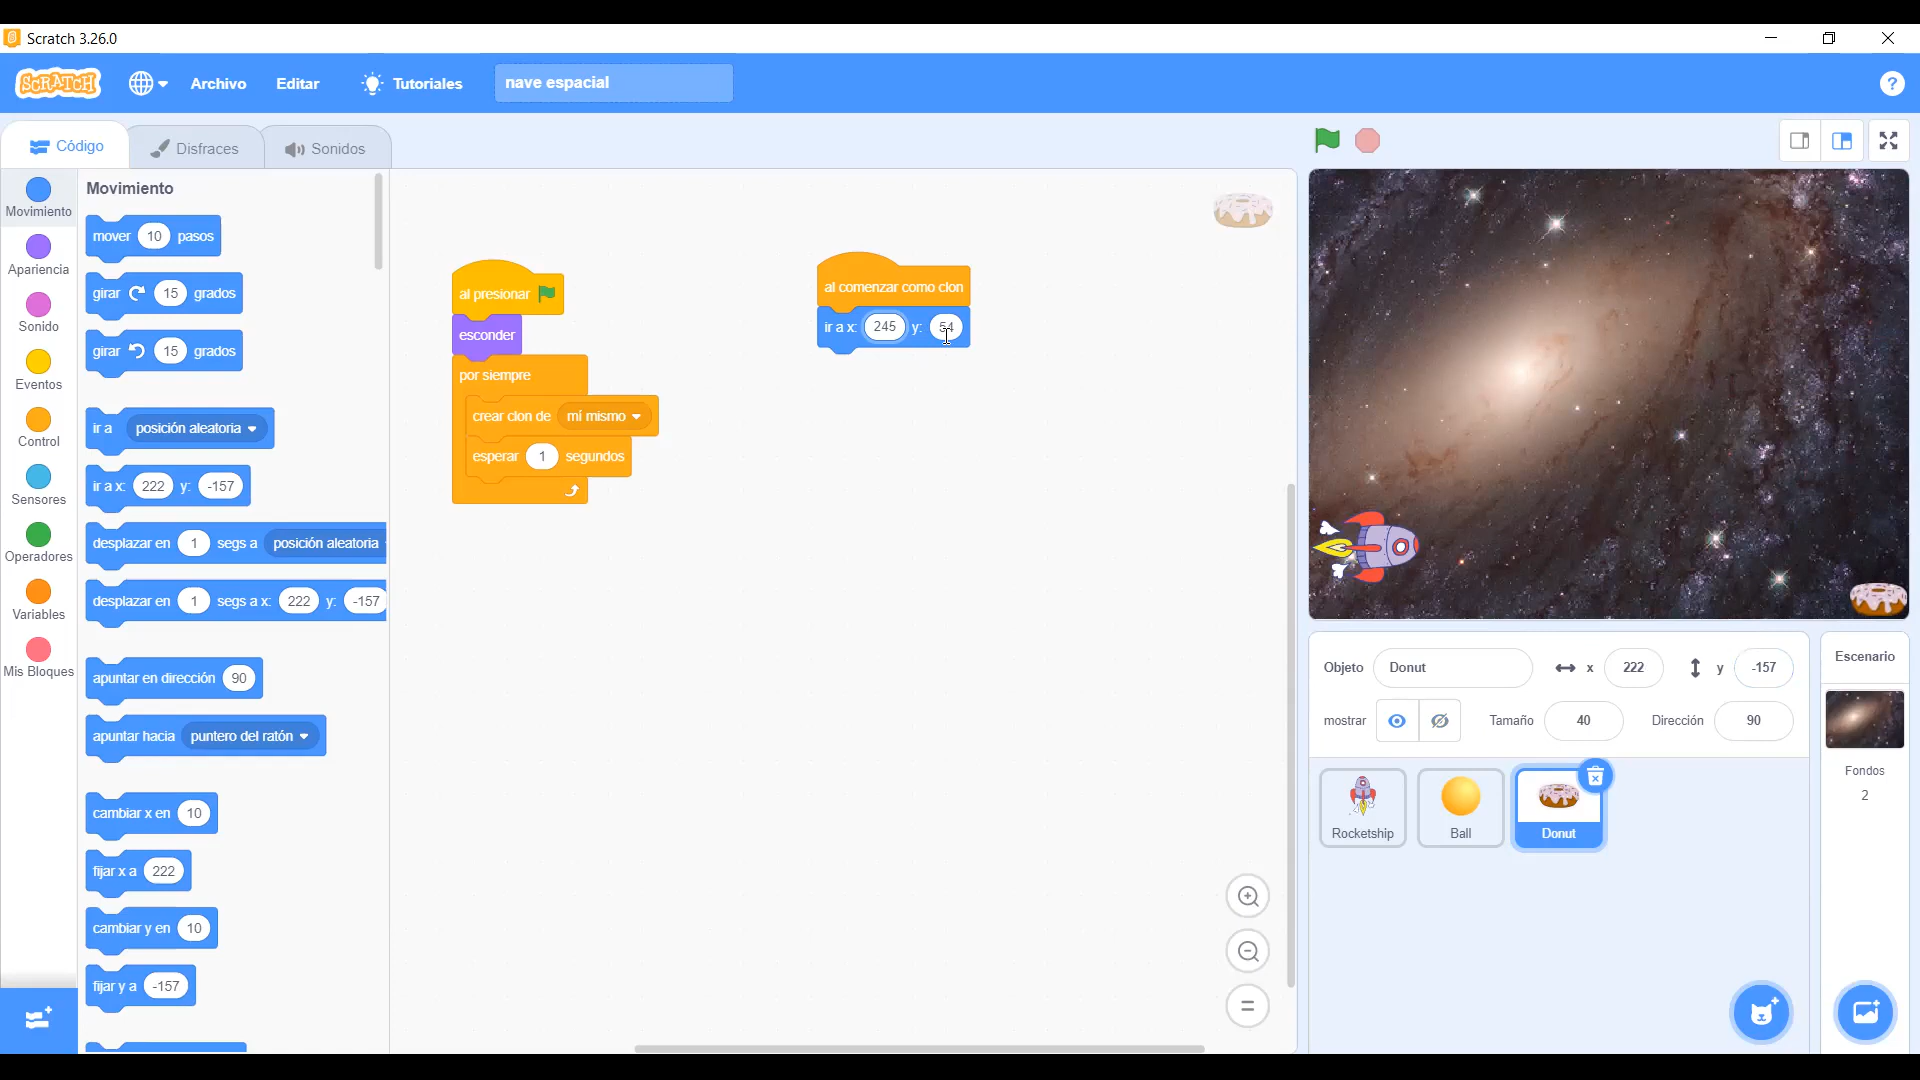 Scratch 3.26.0
SCRATCH
Archivo
Editar
Tutoriales
nave espacial
?
Código
Disfraces
Sonidos
Movimiento
Apariencia
Sonido
Eventos
Control
Sensores
Operadores
Variables
Mis Bloques
Movimiento
mover 10 pasos
girar 15 grados
girar 15 grados
ir a posición aleatoria
ir a x: 222 y: -157
desplazar en 1 segs a posición aleatoria
desplazar en 1 segs a x: 222 y: -157
apuntar en dirección 90
apuntar hacia puntero del ratón
cambiar x en 10
fijar x a 222
cambiar y en 10
fijar y a -157
al presionar
esconder
por siempre
crear clon de mí mismo
esperar 1 segundos
al comenzar como clon
ir a x: 245 y: 54
Objeto Donut x 222 y -157
mostrar Tamaño 40 Dirección 90
Rocketship
Ball
Donut
Escenario
Fondos
2